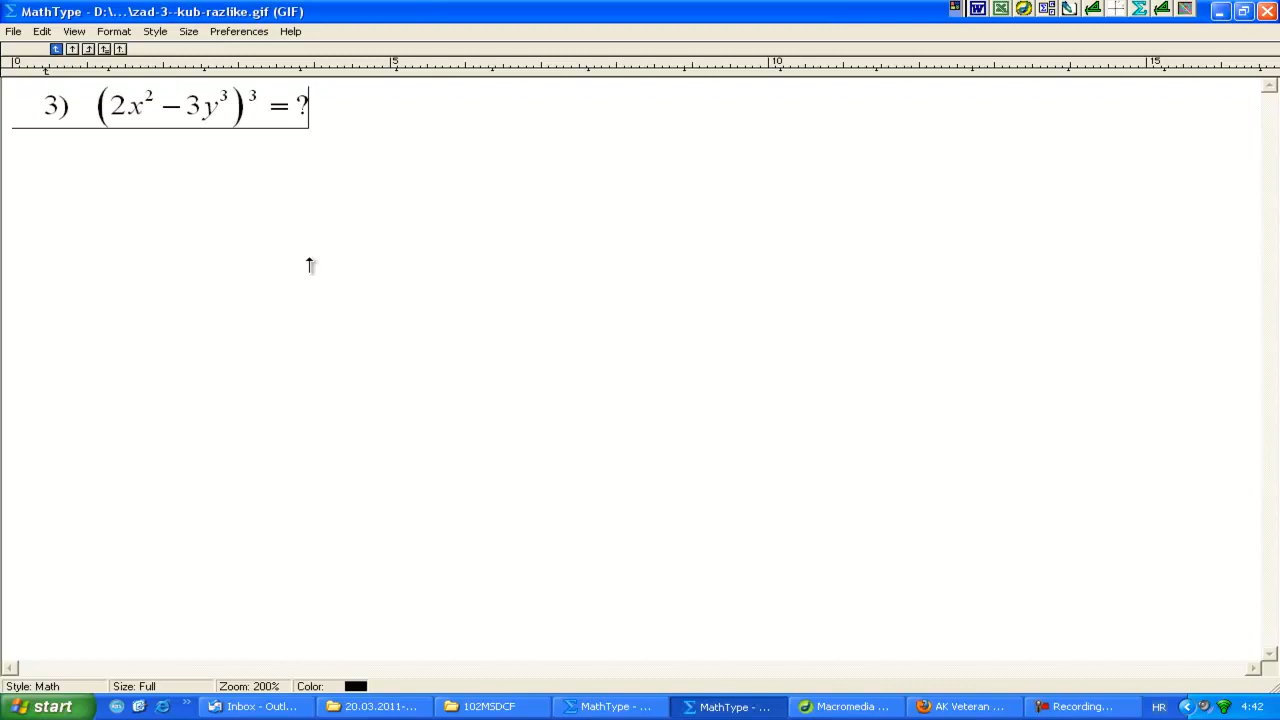 MathType - D:\...\zad-3--kub-razlike.gif (GIF)
File Edit View Format Style Size Preferences Help
0 5 10 15
3) (2x² − 3y³)³ = ?
Style: Math Size: Full Zoom: 200% Color:
start Inbox - Outl... 20.03.2011-... 102MSDCF MathType - ... MathType - ... Macromedia ... AK Veteran ... Recording... HR 4:42